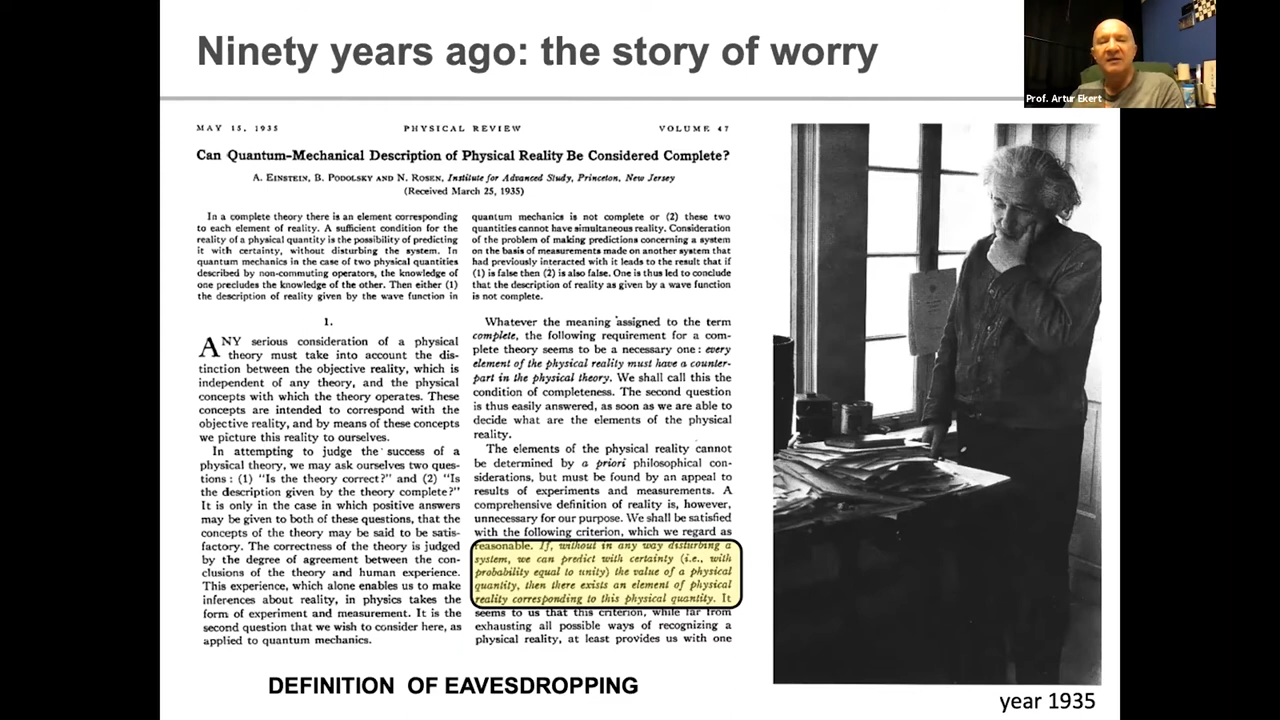 Ninety years ago: the story of worry
Prof. Artur Ekert
MAY 15, 1935 PHYSICAL REVIEW VOLUME 47
Can Quantum-Mechanical Description of Physical Reality Be Considered Complete?
A. EINSTEIN, B. PODOLSKY AND N. ROSEN, Institute for Advanced Study, Princeton, New Jersey
(Received March 25, 1935)
In a complete theory there is an element corresponding
to each element of reality. A sufficient condition for the
reality of a physical quantity is the possibility of predicting
it with certainty, without disturbing the system. In
quantum mechanics in the case of two physical quantities
described by non-commuting operators, the knowledge of
one precludes the knowledge of the other. Then either (1)
the description of reality given by the wave function in
quantum mechanics is not complete or (2) these two
quantities cannot have simultaneous reality. Consideration
of the problem of making predictions concerning a system
on the basis of measurements made on another system that
had previously interacted with it leads to the result that if
(1) is false then (2) is also false. One is thus led to conclude
that the description of reality as given by a wave function
is not complete.
1.
ANY serious consideration of a physical
theory must take into account the dis-
tinction between the objective reality, which is
independent of any theory, and the physical
concepts with which the theory operates. These
concepts are intended to correspond with the
objective reality, and by means of these concepts
we picture this reality to ourselves.
In attempting to judge the success of a
physical theory, we may ask ourselves two ques-
tions: (1) "Is the theory correct?" and (2) "Is
the description given by the theory complete?"
It is only in the case in which positive answers
may be given to both of these questions, that the
concepts of the theory may be said to be satis-
factory. The correctness of the theory is judged
by the degree of agreement between the con-
clusions of the theory and human experience.
This experience, which alone enables us to make
inferences about reality, in physics takes the
form of experiment and measurement. It is the
second question that we wish to consider here, as
applied to quantum mechanics.
Whatever the meaning assigned to the term
complete, the following requirement for a com-
plete theory seems to be a necessary one: every
element of the physical reality must have a counter-
part in the physical theory. We shall call this the
condition of completeness. The second question
is thus easily answered, as soon as we are able to
decide what are the elements of the physical
reality.
The elements of the physical reality cannot
be determined by a priori philosophical con-
siderations, but must be found by an appeal to
results of experiments and measurements. A
comprehensive definition of reality is, however,
unnecessary for our purpose. We shall be satisfied
with the following criterion, which we regard as
reasonable. If, without in any way disturbing a
system, we can predict with certainty (i.e., with
probability equal to unity) the value of a physical
quantity, then there exists an element of physical
reality corresponding to this physical quantity. It
seems to us that this criterion, while far from
exhausting all possible ways of recognizing a
physical reality, at least provides us with one
DEFINITION OF EAVESDROPPING
year 1935